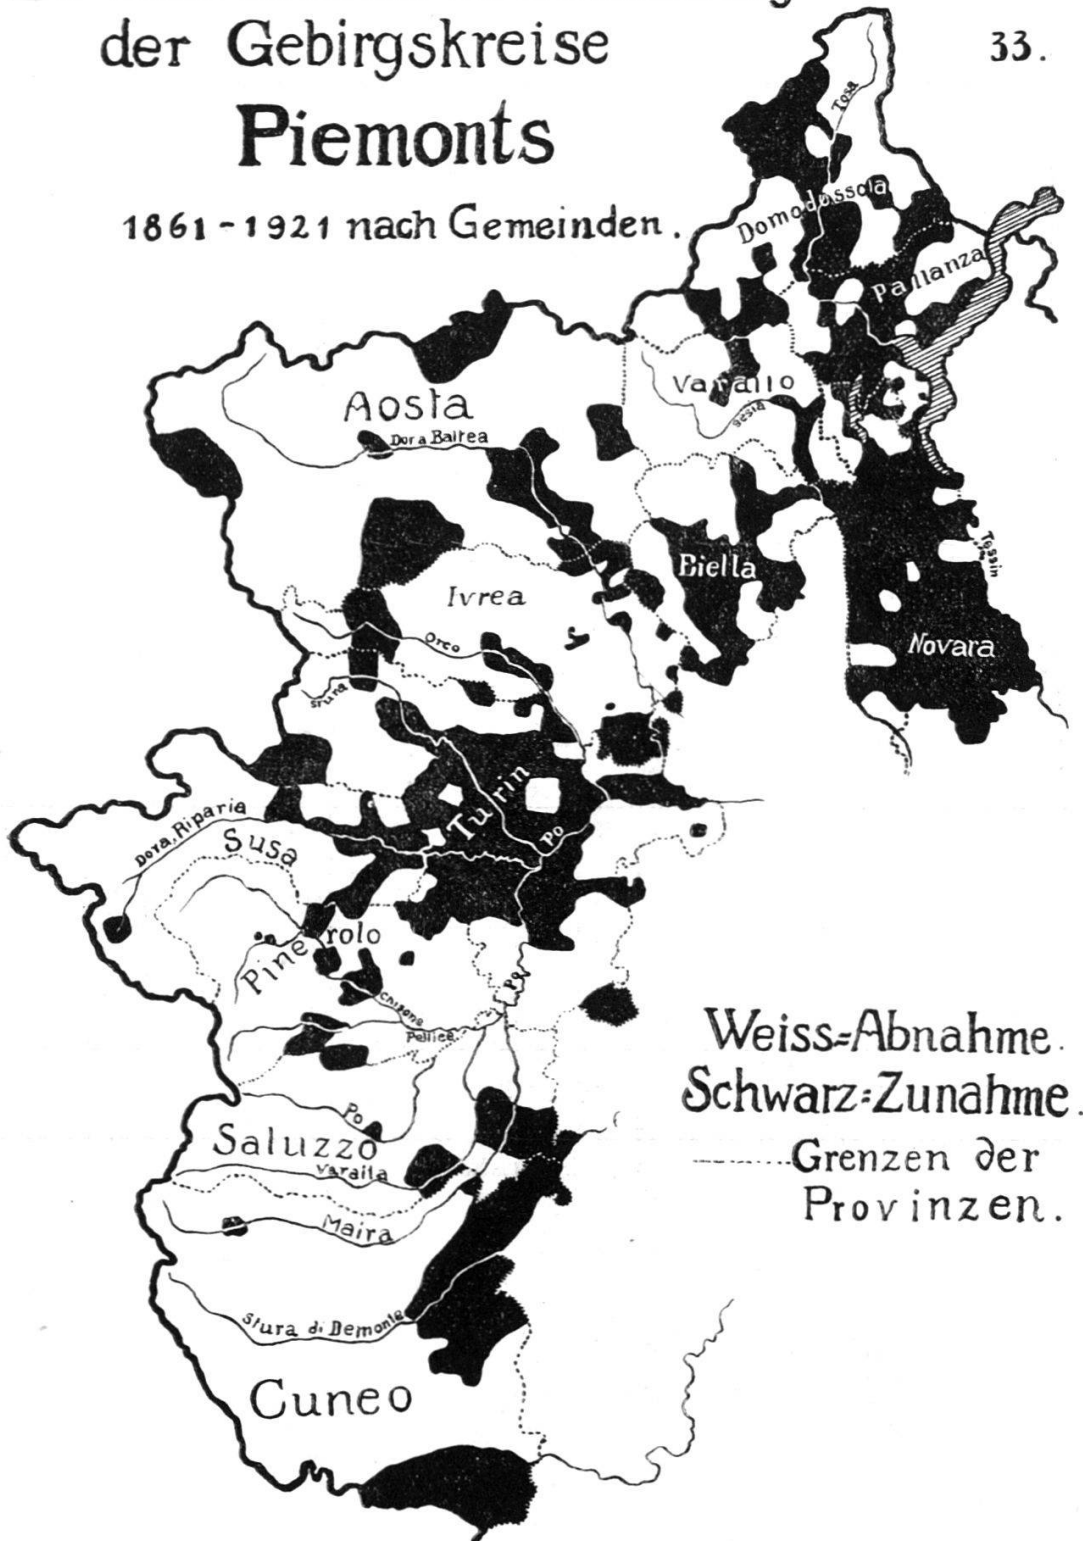 der Gebirgskreise
33.
Piemonts
1861-1921 nach Gemeinden.
Tosa
Domodossola
Pallanza
Varallo
Sesia
Aosta
Dora Baltea
Tessin
Biella
Ivrea
Orco
Novara
Stura
Turin
Dora Riparia
Susa
Po
Pinerolo
Po
Chisone
Pellice
Weiss=Abnahme.
Schwarz=Zunahme.
Po
Saluzzo
Varaita
Grenzen der
Provinzen.
Maira
Stura di Demonte
Cuneo